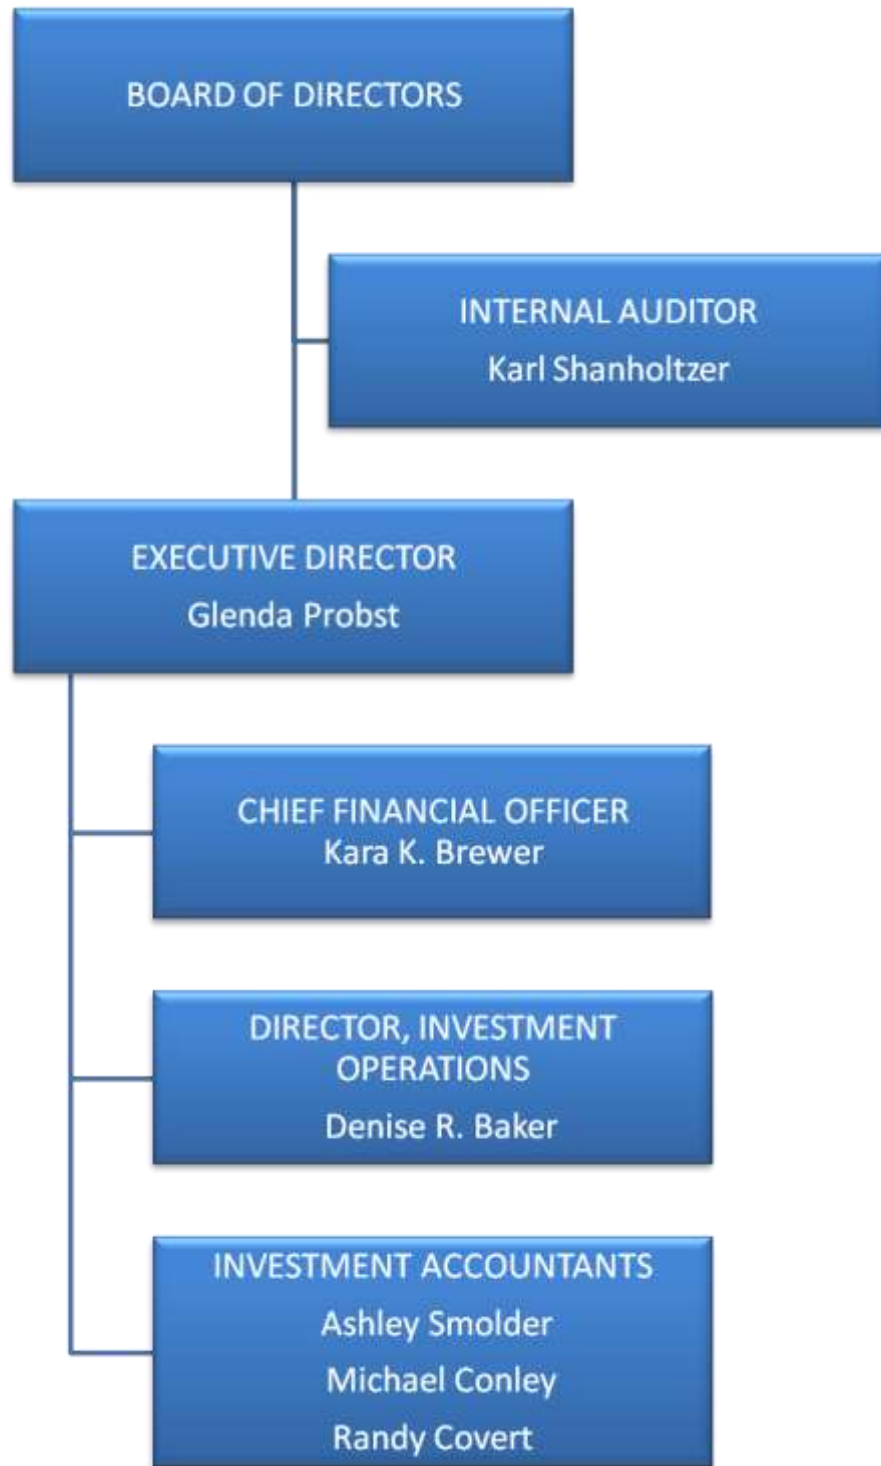 BOARD OF DIRECTORS
INTERNAL AUDITOR
Karl Shanholtzer
EXECUTIVE DIRECTOR
Glenda Probst
CHIEF FINANCIAL OFFICER
Kara K. Brewer
DIRECTOR, INVESTMENT
OPERATIONS
Denise R. Baker
INVESTMENT ACCOUNTANTS
Ashley Smolder
Michael Conley
Randy Covert